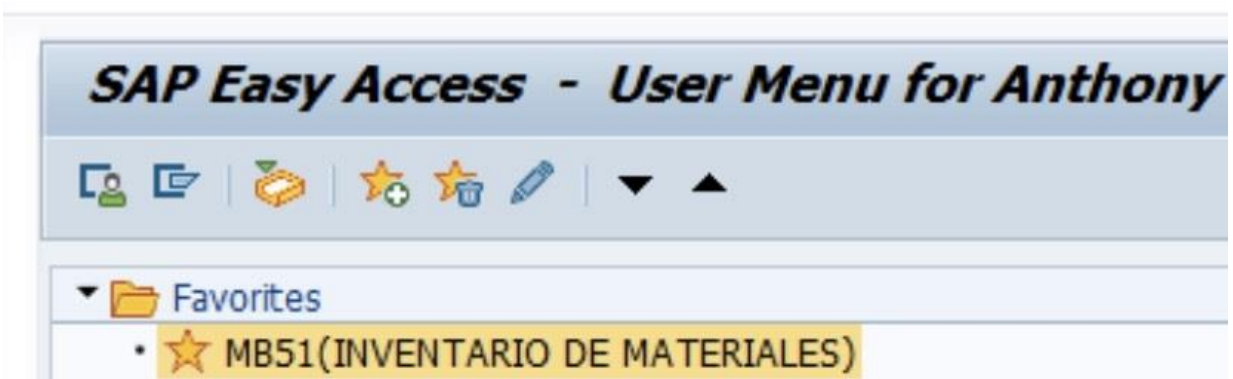 SAP Easy Access - User Menu for Anthony
Favorites
MB51(INVENTARIO DE MATERIALES)